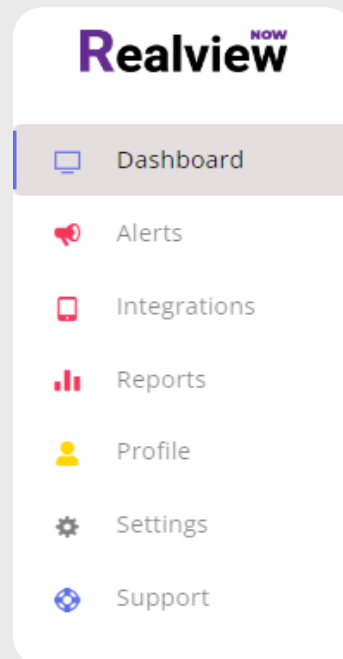 NOW
Realview
Dashboard
Alerts
Integrations
Reports
Profile
Settings
Support